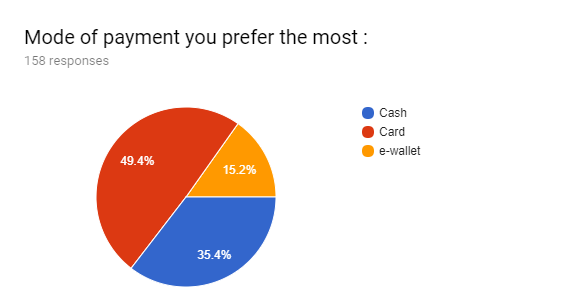 Mode of payment you prefer the most :
158 responses
Cash
Card
e-wallet
49.4%
15.2%
35.4%